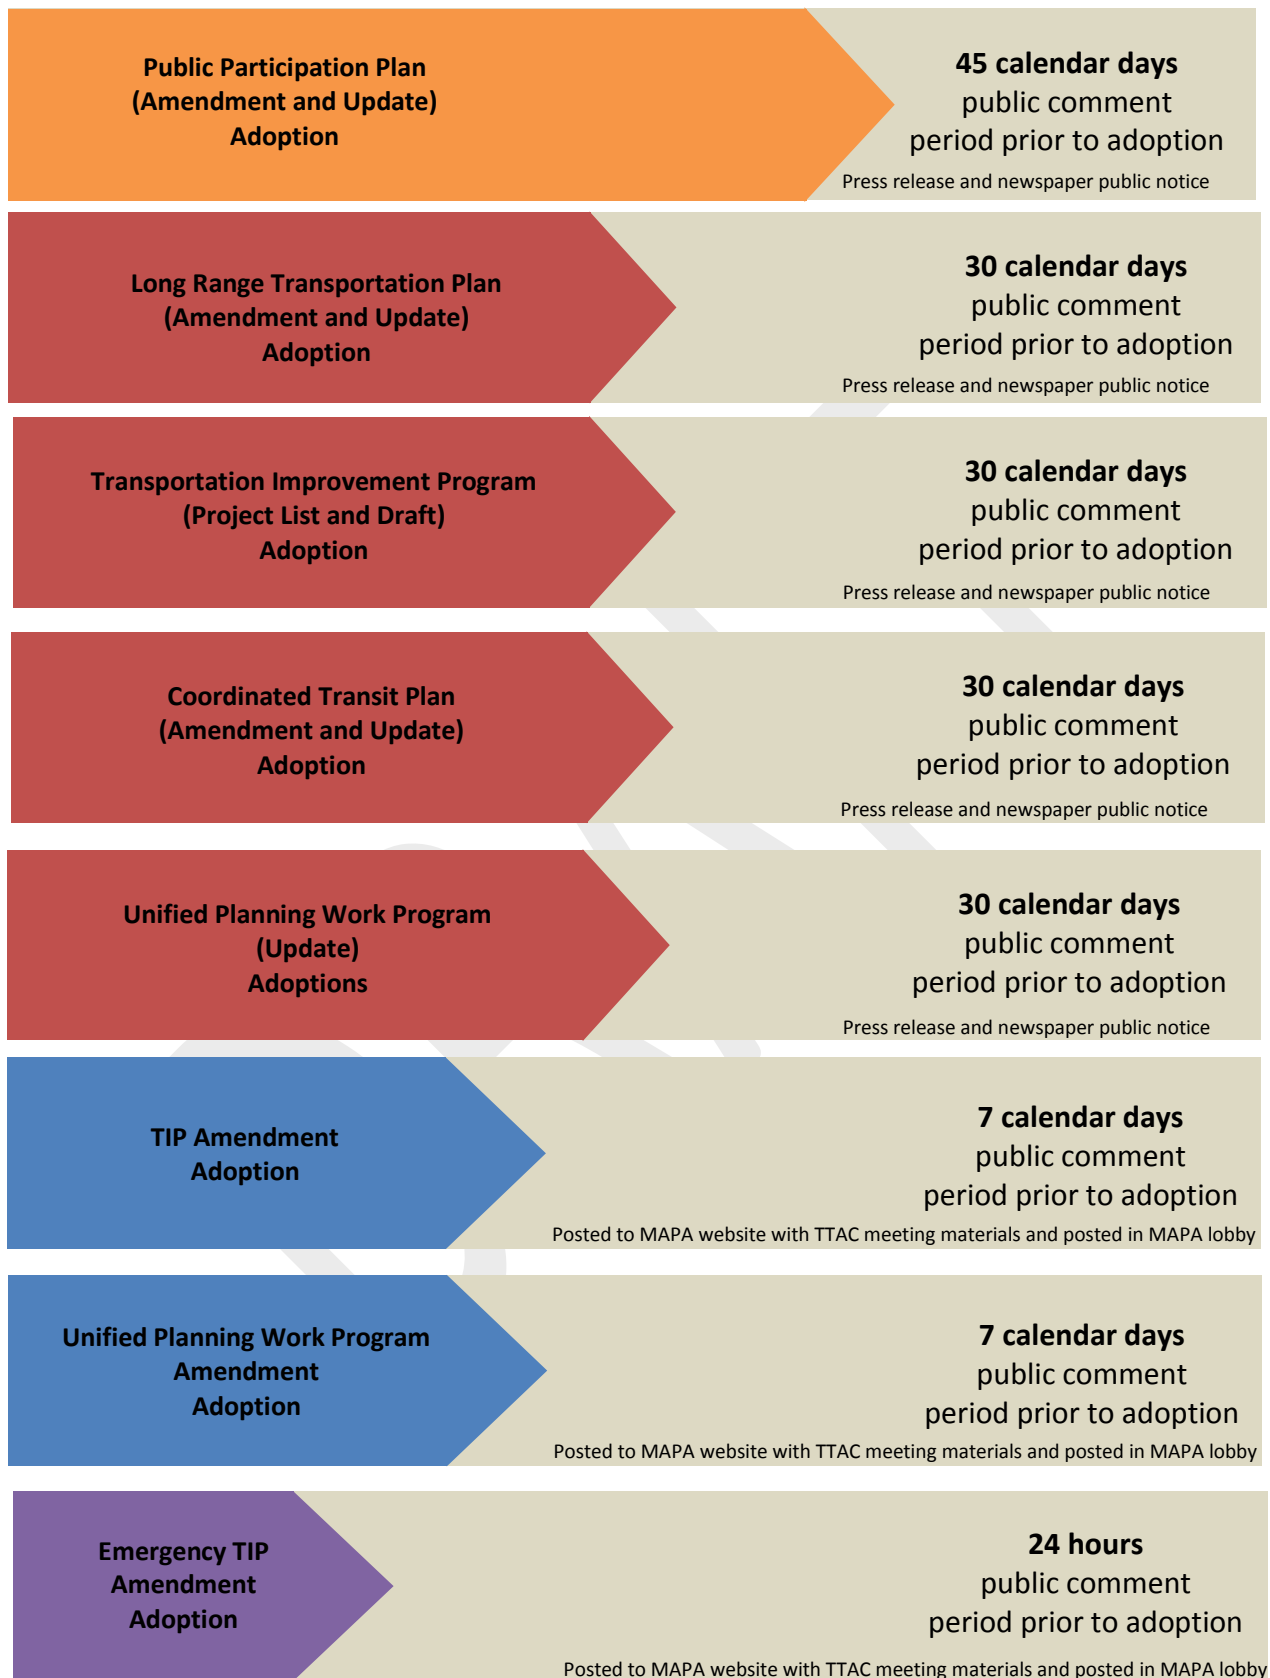 Public Participation Plan
(Amendment and Update)
Adoption
45 calendar days
public comment
period prior to adoption
Press release and newspaper public notice
Long Range Transportation Plan
(Amendment and Update)
Adoption
30 calendar days
public comment
period prior to adoption
Press release and newspaper public notice
Transportation Improvement Program
(Project List and Draft)
Adoption
30 calendar days
public comment
period prior to adoption
Press release and newspaper public notice
Coordinated Transit Plan
(Amendment and Update)
Adoption
30 calendar days
public comment
period prior to adoption
Press release and newspaper public notice
Unified Planning Work Program
(Update)
Adoptions
30 calendar days
public comment
period prior to adoption
Press release and newspaper public notice
TIP Amendment
Adoption
7 calendar days
public comment
period prior to adoption
Posted to MAPA website with TTAC meeting materials and posted in MAPA lobby
Unified Planning Work Program
Amendment
Adoption
7 calendar days
public comment
period prior to adoption
Posted to MAPA website with TTAC meeting materials and posted in MAPA lobby
Emergency TIP
Amendment
Adoption
24 hours
public comment
period prior to adoption
Posted to MAPA website with TTAC meeting materials and posted in MAPA lobby